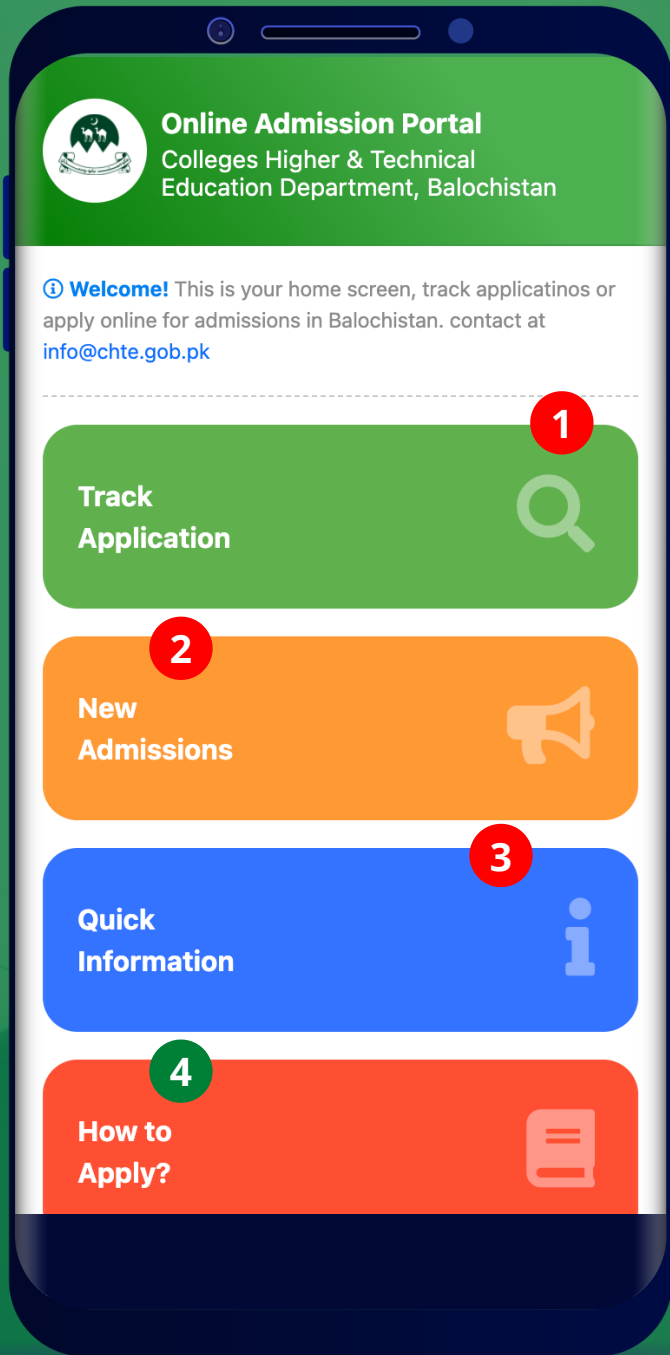 Online Admission Portal
Colleges Higher & Technical
Education Department, Balochistan
Welcome! This is your home screen, track applicatinos or
apply online for admissions in Balochistan. contact at
info@chte.gob.pk
1
Track
Application
2
New
Admissions
3
Quick
Information
4
How to
Apply?